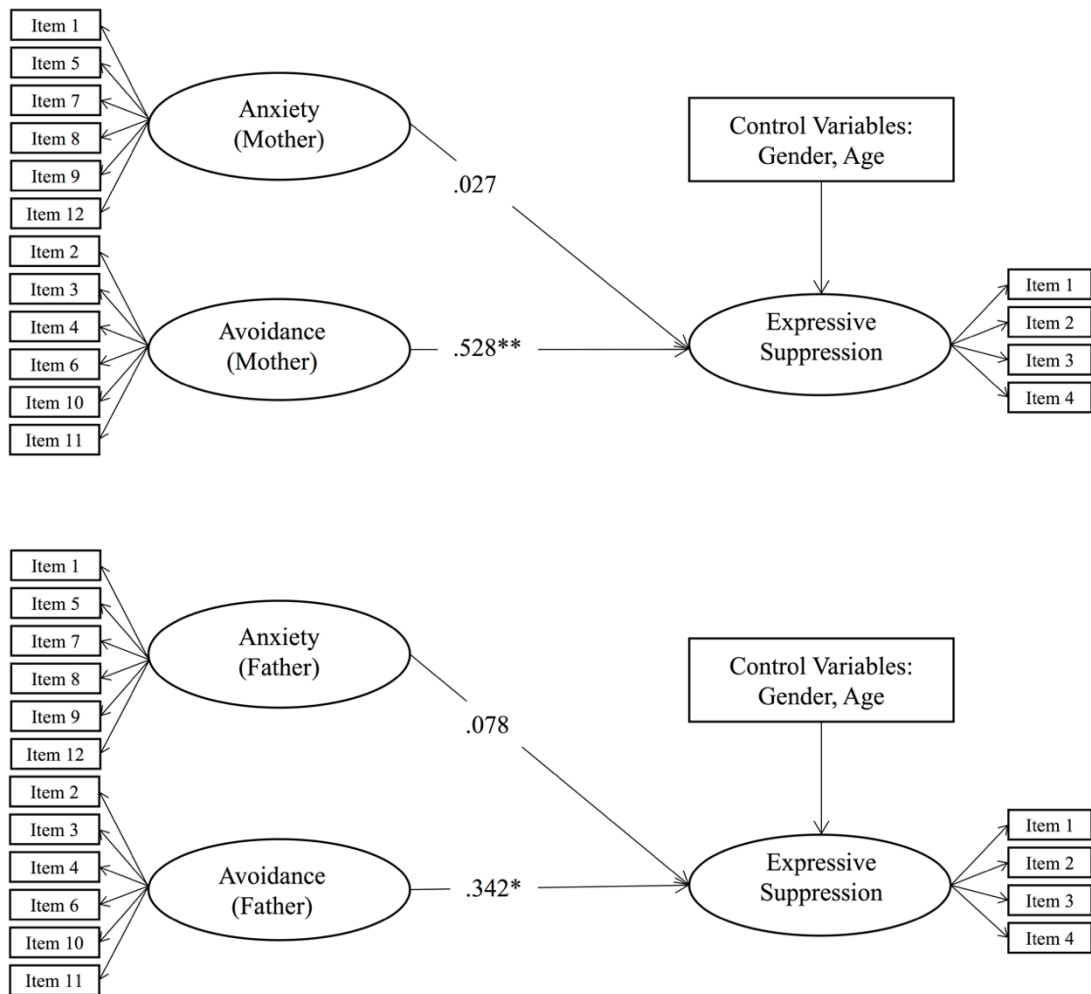 Item 1
Item 5
Item 7
Item 8
Item 9
Item 12
Anxiety
(Mother)
.027
Control Variables:
Gender, Age
Item 2
Item 3
Item 4
Item 6
Item 10
Item 11
Avoidance
(Mother)
.528**
Expressive
Suppression
Item 1
Item 2
Item 3
Item 4
Item 1
Item 5
Item 7
Item 8
Item 9
Item 12
Anxiety
(Father)
.078
Control Variables:
Gender, Age
Item 2
Item 3
Item 4
Item 6
Item 10
Item 11
Avoidance
(Father)
.342*
Expressive
Suppression
Item 1
Item 2
Item 3
Item 4